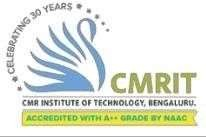 CELEBRATING 30 YEARS
CMRIT
CMR INSTITUTE OF TECHNOLOGY, BENGALURU.
ACCREDITED WITH A++ GRADE BY NAAC